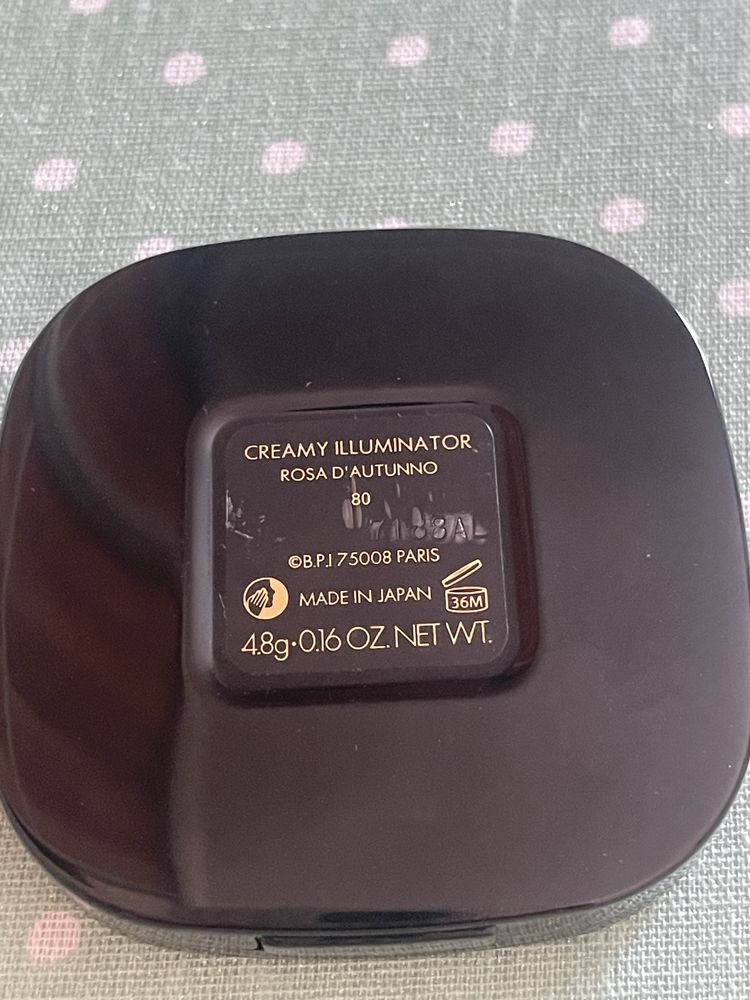 CREAMY ILLUMINATOR
ROSA D'AUTUNNO
80
©B.P.I 75008 PARIS
MADE IN JAPAN
36M
4.8g·0.16 OZ. NET WT.